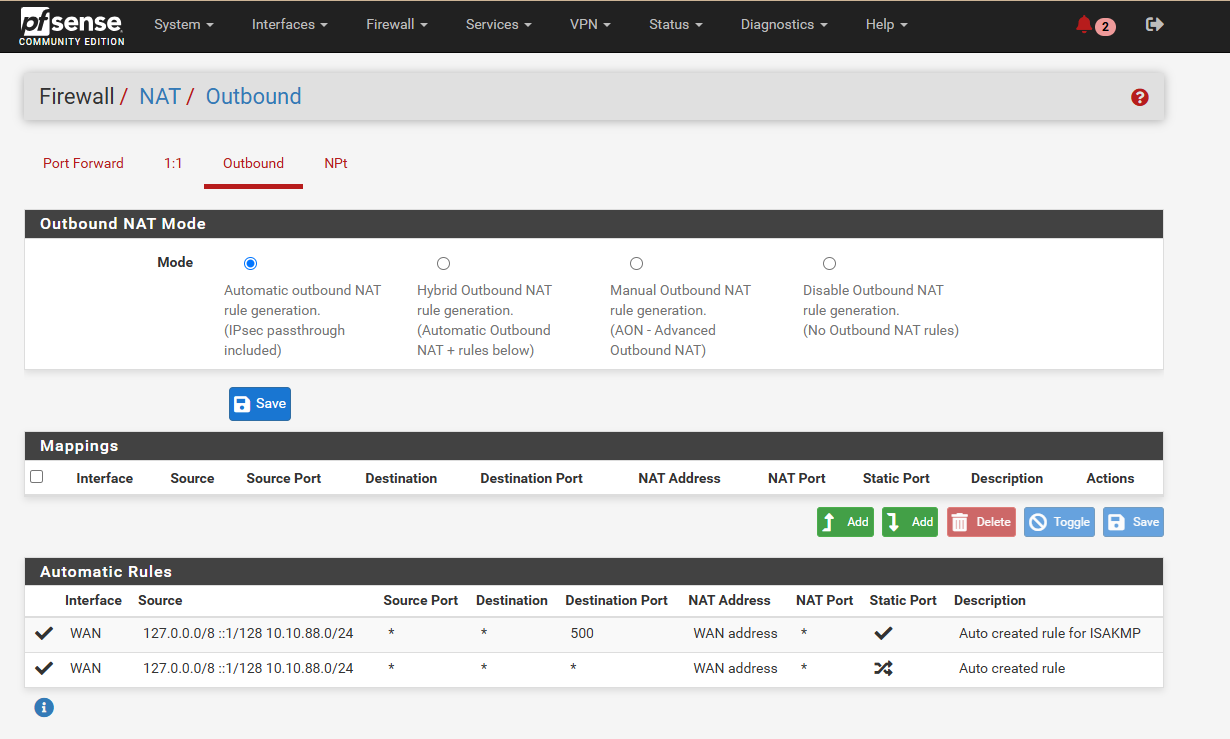 pfsense
COMMUNITY EDITION
System Interfaces Firewall Services VPN Status Diagnostics Help 2
Firewall / NAT / Outbound ?
Port Forward 1:1 Outbound NPt
Outbound NAT Mode
Mode
Automatic outbound NAT
rule generation.
(IPsec passthrough
included)
Hybrid Outbound NAT
rule generation.
(Automatic Outbound
NAT + rules below)
Manual Outbound NAT
rule generation.
(AON - Advanced
Outbound NAT)
Disable Outbound NAT
rule generation.
(No Outbound NAT rules)
Save
Mappings
Interface Source Source Port Destination Destination Port NAT Address NAT Port Static Port Description Actions
Add Add Delete Toggle Save
Automatic Rules
Interface Source Source Port Destination Destination Port NAT Address NAT Port Static Port Description
WAN 127.0.0.0/8 ::1/128 10.10.88.0/24 * * 500 WAN address * Auto created rule for ISAKMP
WAN 127.0.0.0/8 ::1/128 10.10.88.0/24 * * * WAN address * Auto created rule
i